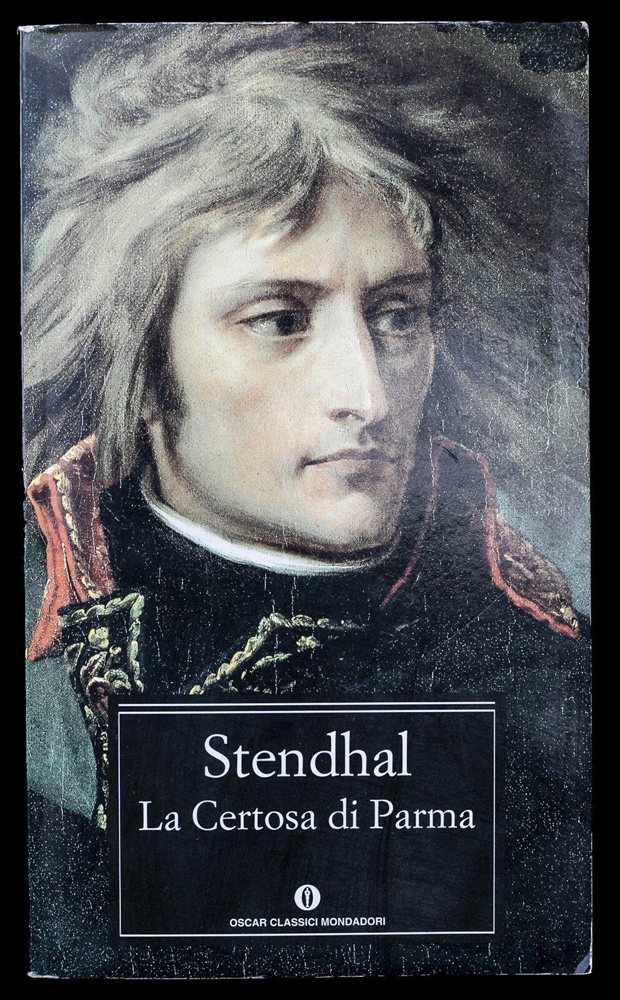 Stendhal
La Certosa di Parma
OSCAR CLASSICI MONDADORI